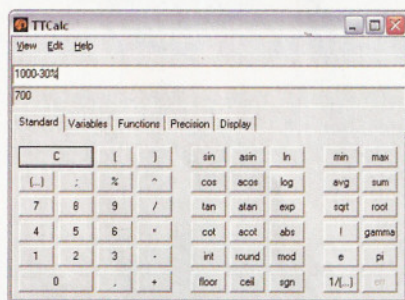 TTCalc
View Edit Help
1000-30%
700
Standard Variables Functions Precision Display
C ( ) sin asin ln min max
(...) ; % ^ cos acos log avg sum
7 8 9 / tan atan exp sqt root
4 5 6 * cot acot abs ! gamma
1 2 3 - int round mod e pi
0 . + floor ceil sgn 1/(...) err